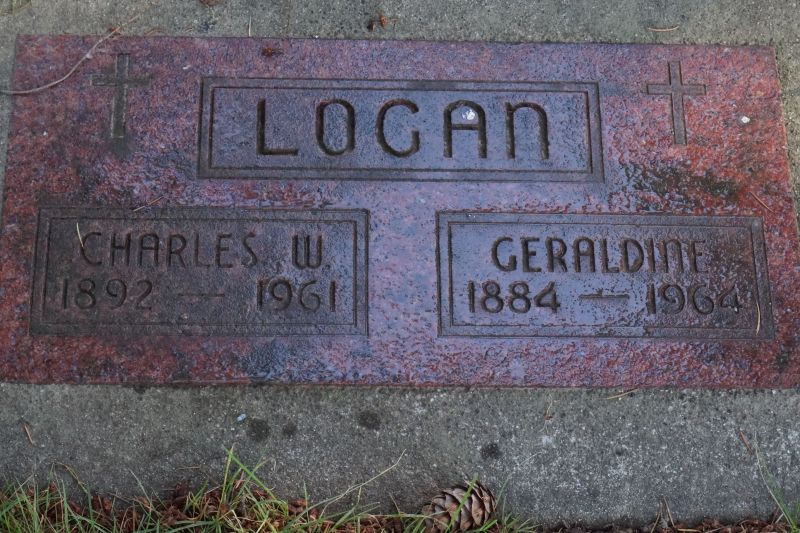 LOGAN
CHARLES W.
1892 — 1961
GERALDINE
1884 — 1964